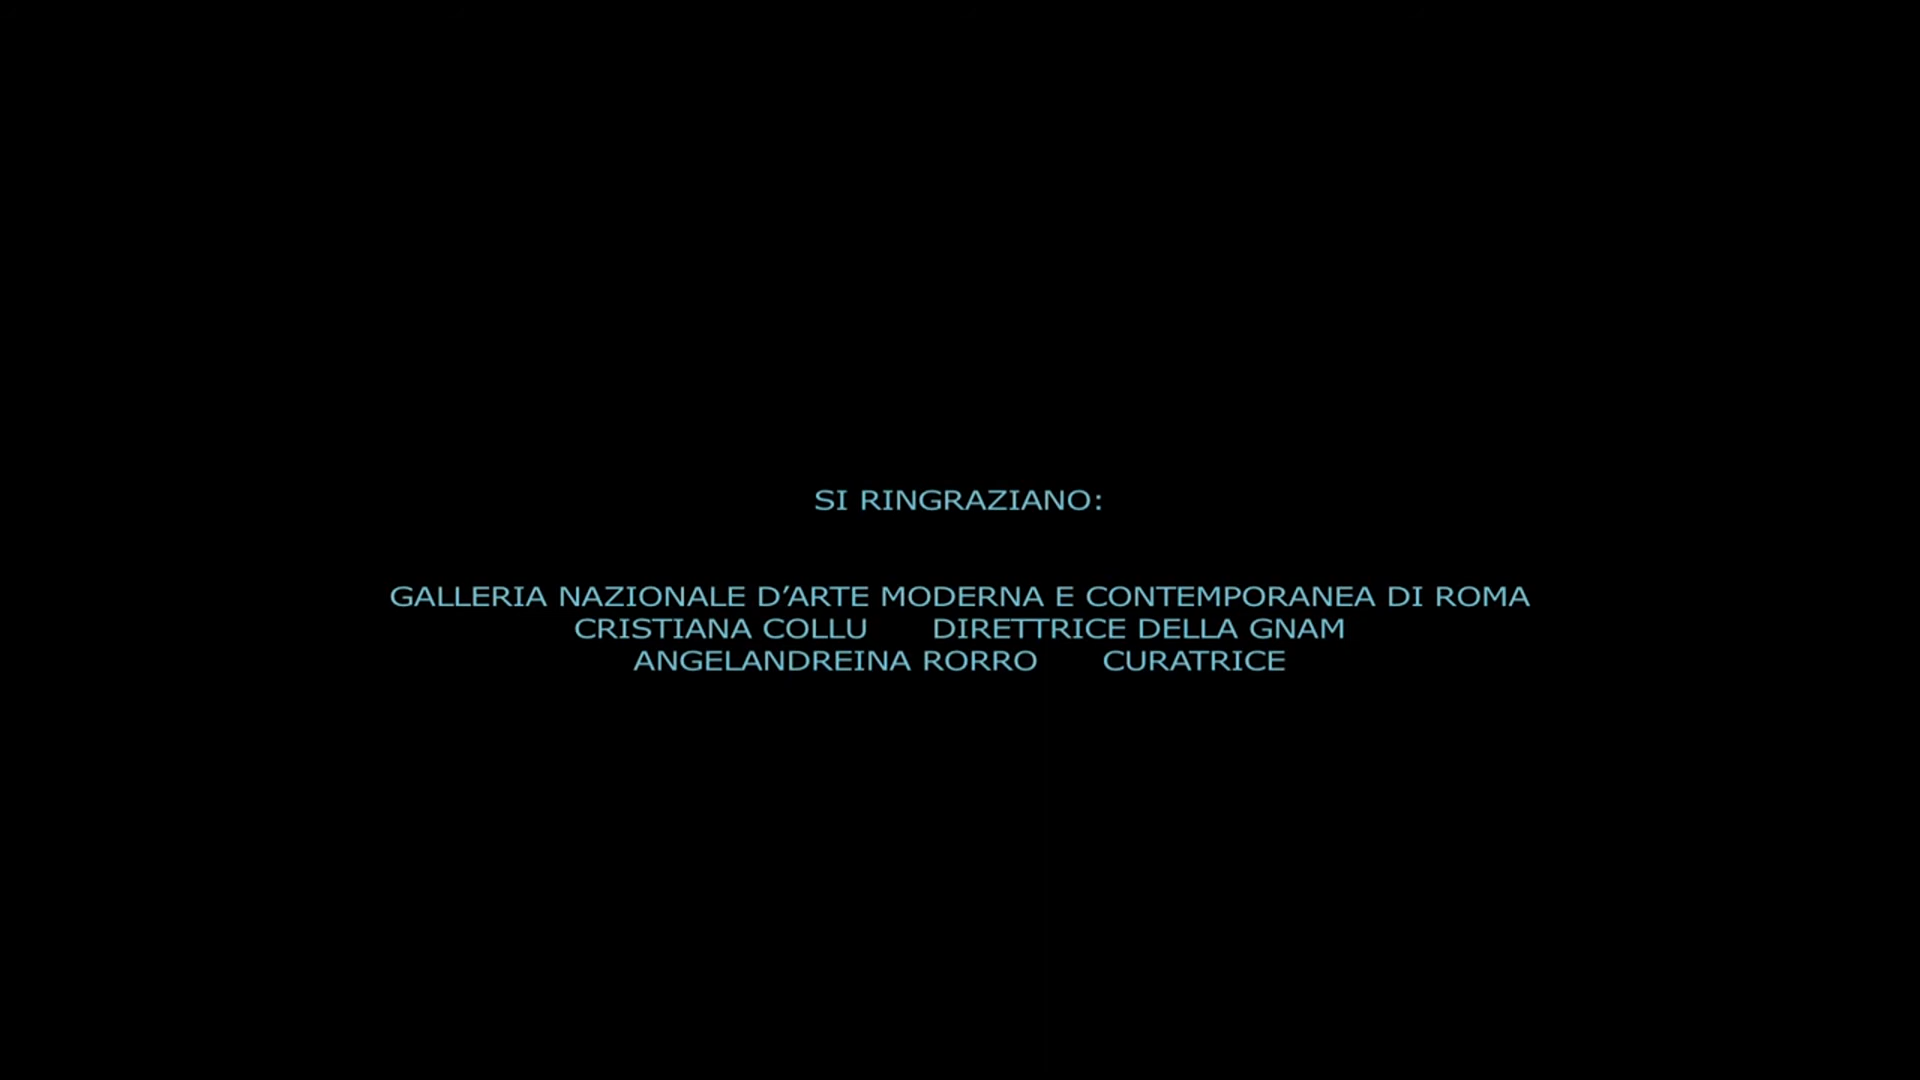 SI RINGRAZIANO:
GALLERIA NAZIONALE D’ARTE MODERNA E CONTEMPORANEA DI ROMA
CRISTIANA COLLU DIRETTRICE DELLA GNAM
ANGELANDREINA RORRO CURATRICE